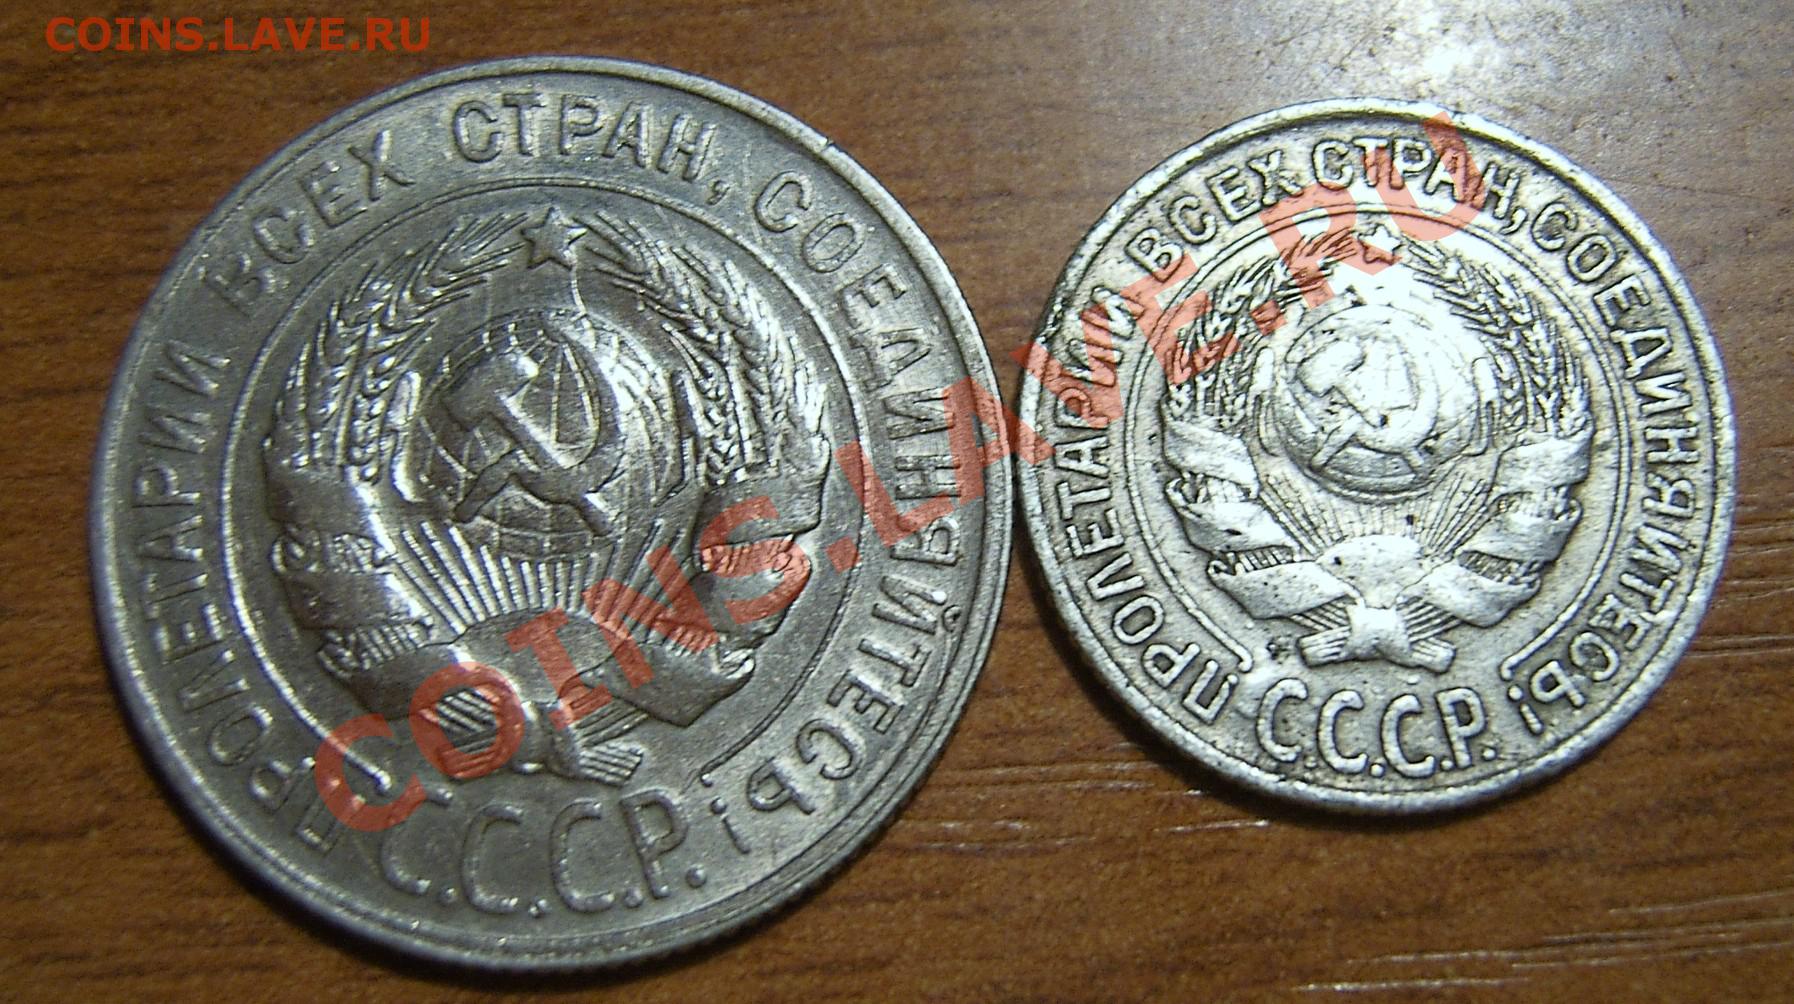 COINS.LAVE.RU
ПРОЛЕТАРИИ ВСЕХ СТРАН, СОЕДИНЯЙТЕСЬ!
С.С.С.Р.
ПРОЛЕТАРИИ ВСЕХ СТРАН, СОЕДИНЯЙТЕСЬ!
С.С.С.Р.
COINS.LAVE.RU